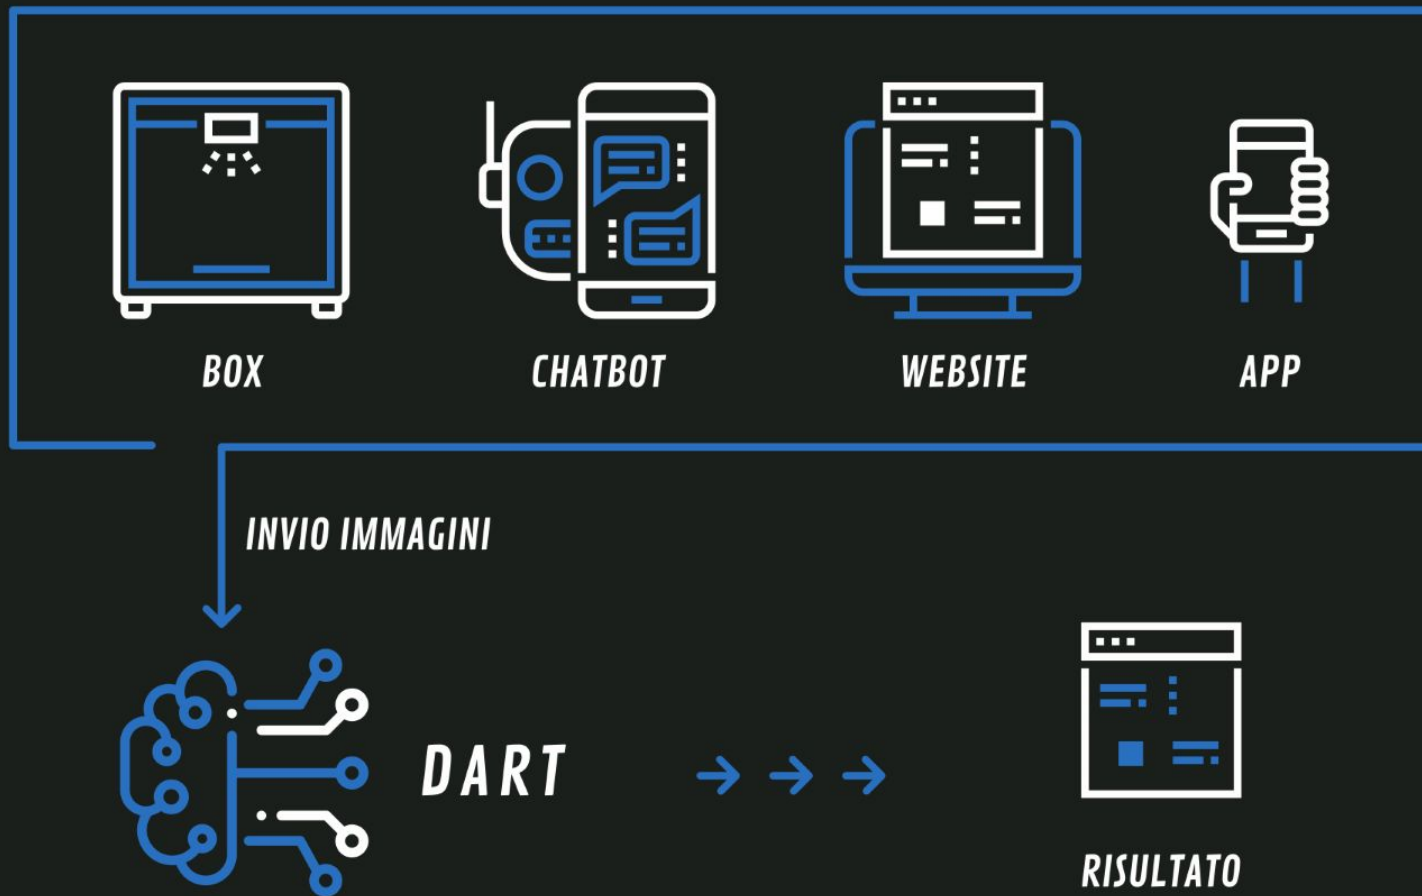 BOX
CHATBOT
WEBSITE
APP
INVIO IMMAGINI
DART
RISULTATO